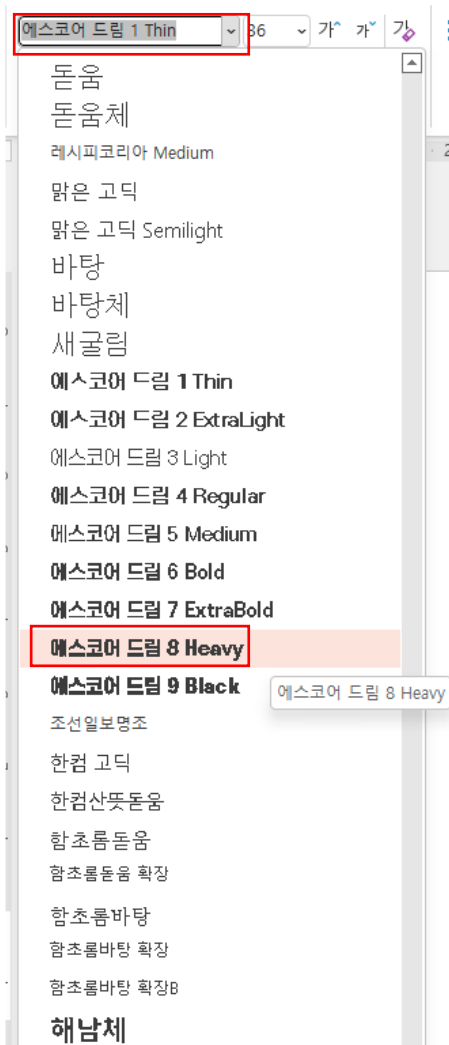 에스코어 드림 1 Thin 36 가 가 가
돋움
돋움체
레시피코리아 Medium
맑은 고딕
맑은 고딕 Semilight
바탕
바탕체
새굴림
에스코어 드림 1 Thin
에스코어 드림 2 ExtraLight
에스코어 드림 3 Light
에스코어 드림 4 Regular
에스코어 드림 5 Medium
에스코어 드림 6 Bold
에스코어 드림 7 ExtraBold
에스코어 드림 8 Heavy
에스코어 드림 9 Black
에스코어 드림 8 Heavy
조선일보명조
한컴 고딕
한컴산뜻돋움
함초롬돋움
함초롬돋움 확장
함초롬바탕
함초롬바탕 확장
함초롬바탕 확장B
해남체